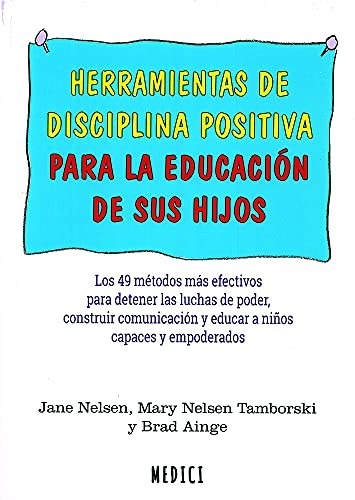 HERRAMIENTAS DE
DISCIPLINA POSITIVA
PARA LA EDUCACIÓN
DE SUS HIJOS
Los 49 métodos más efectivos
para detener las luchas de poder,
construir comunicación y educar a niños
capaces y empoderados
Jane Nelsen, Mary Nelsen Tamborski
y Brad Ainge
MEDICI